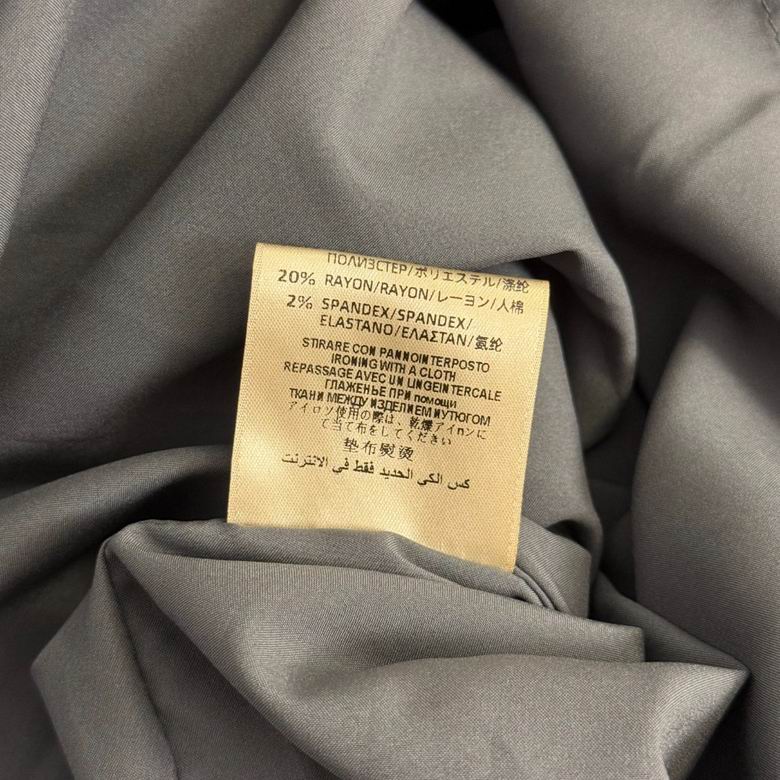 ПОЛИЭСТЕР/ポリエステル/涤纶
20% RAYON/RAYON/レーヨン/人棉
2% SPANDEX/SPANDEX/
ELASTANO/ΕΛΑΣΤΑΝ/氨纶
STIRARE CON PANNOINTERPOSTO
IRONING WITH A CLOTH
REPASSAGE AVEC UN LINGEINTERCALE
ГЛАЖЕНЬЕ ПРИ помощи
ТКАНИ МЕЖДУ ИЗДЕЛИЕМ И УТЮГОМ
アイロソ使用の際は、乾燥アイnンに
て当て布をしてください
垫布熨烫
كس الكي الحديد فقط في الانترنت